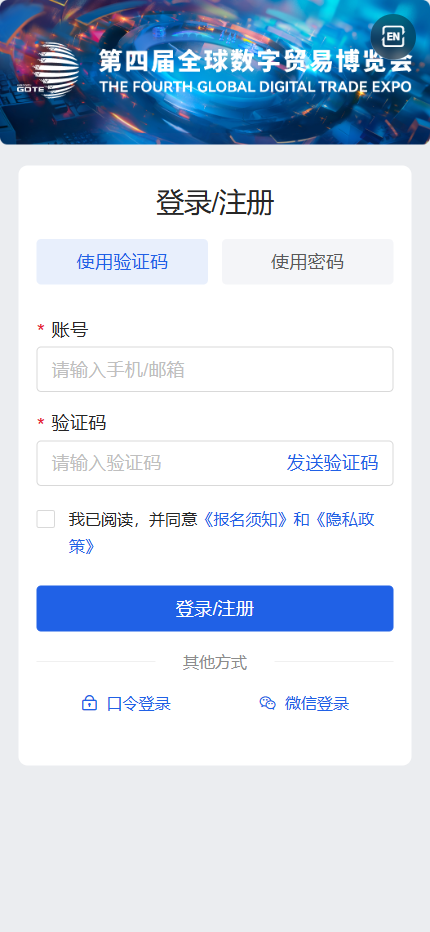 EN
第四届全球数字贸易博览会
GDTE
THE FOURTH GLOBAL DIGITAL TRADE EXPO
登录/注册
使用验证码
使用密码
* 账号
请输入手机/邮箱
* 验证码
请输入验证码
发送验证码
我已阅读，并同意《报名须知》和《隐私政
策》
登录/注册
其他方式
口令登录
微信登录